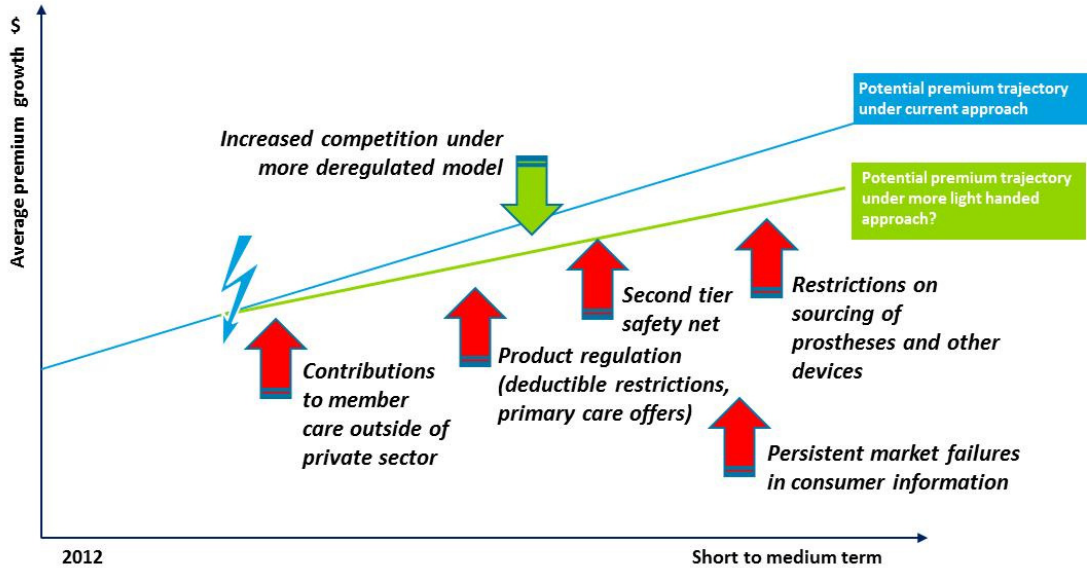 $
Average premium growth
Potential premium trajectory
under current approach
Increased competition under
more deregulated model
Potential premium trajectory
under more light handed
approach?
Second tier
safety net
Restrictions on
sourcing of
prostheses and other
devices
Product regulation
(deductible restrictions,
primary care offers)
Contributions
to member
care outside of
private sector
Persistent market failures
in consumer information
2012
Short to medium term